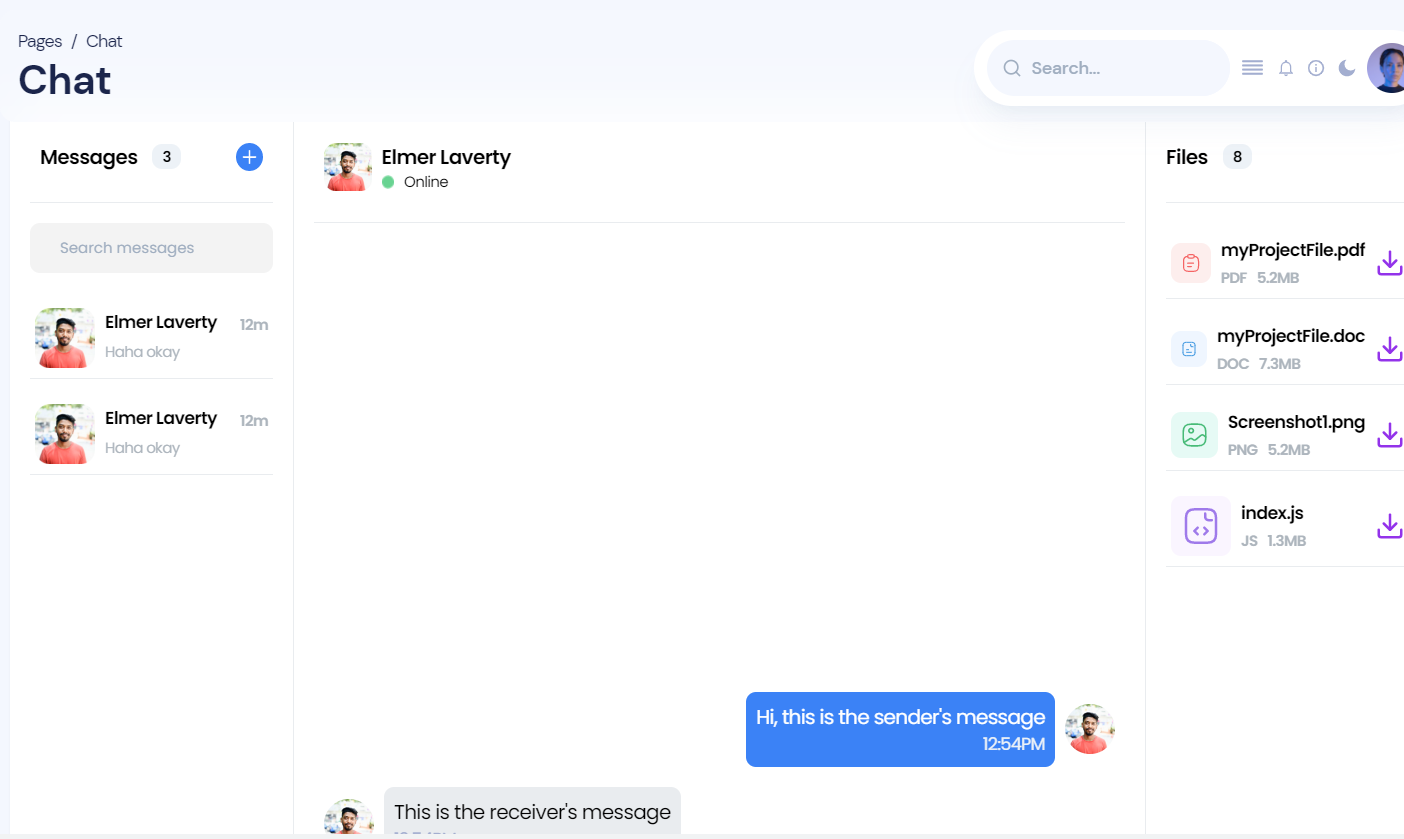 Pages / Chat
Chat
Search...
Messages 3
Search messages
Elmer Laverty 12m
Haha okay
Elmer Laverty 12m
Haha okay
Elmer Laverty
Online
Hi, this is the sender's message
12:54PM
This is the receiver's message
Files 8
myProjectFile.pdf
PDF 5.2MB
myProjectFile.doc
DOC 7.3MB
Screenshot1.png
PNG 5.2MB
index.js
JS 1.3MB